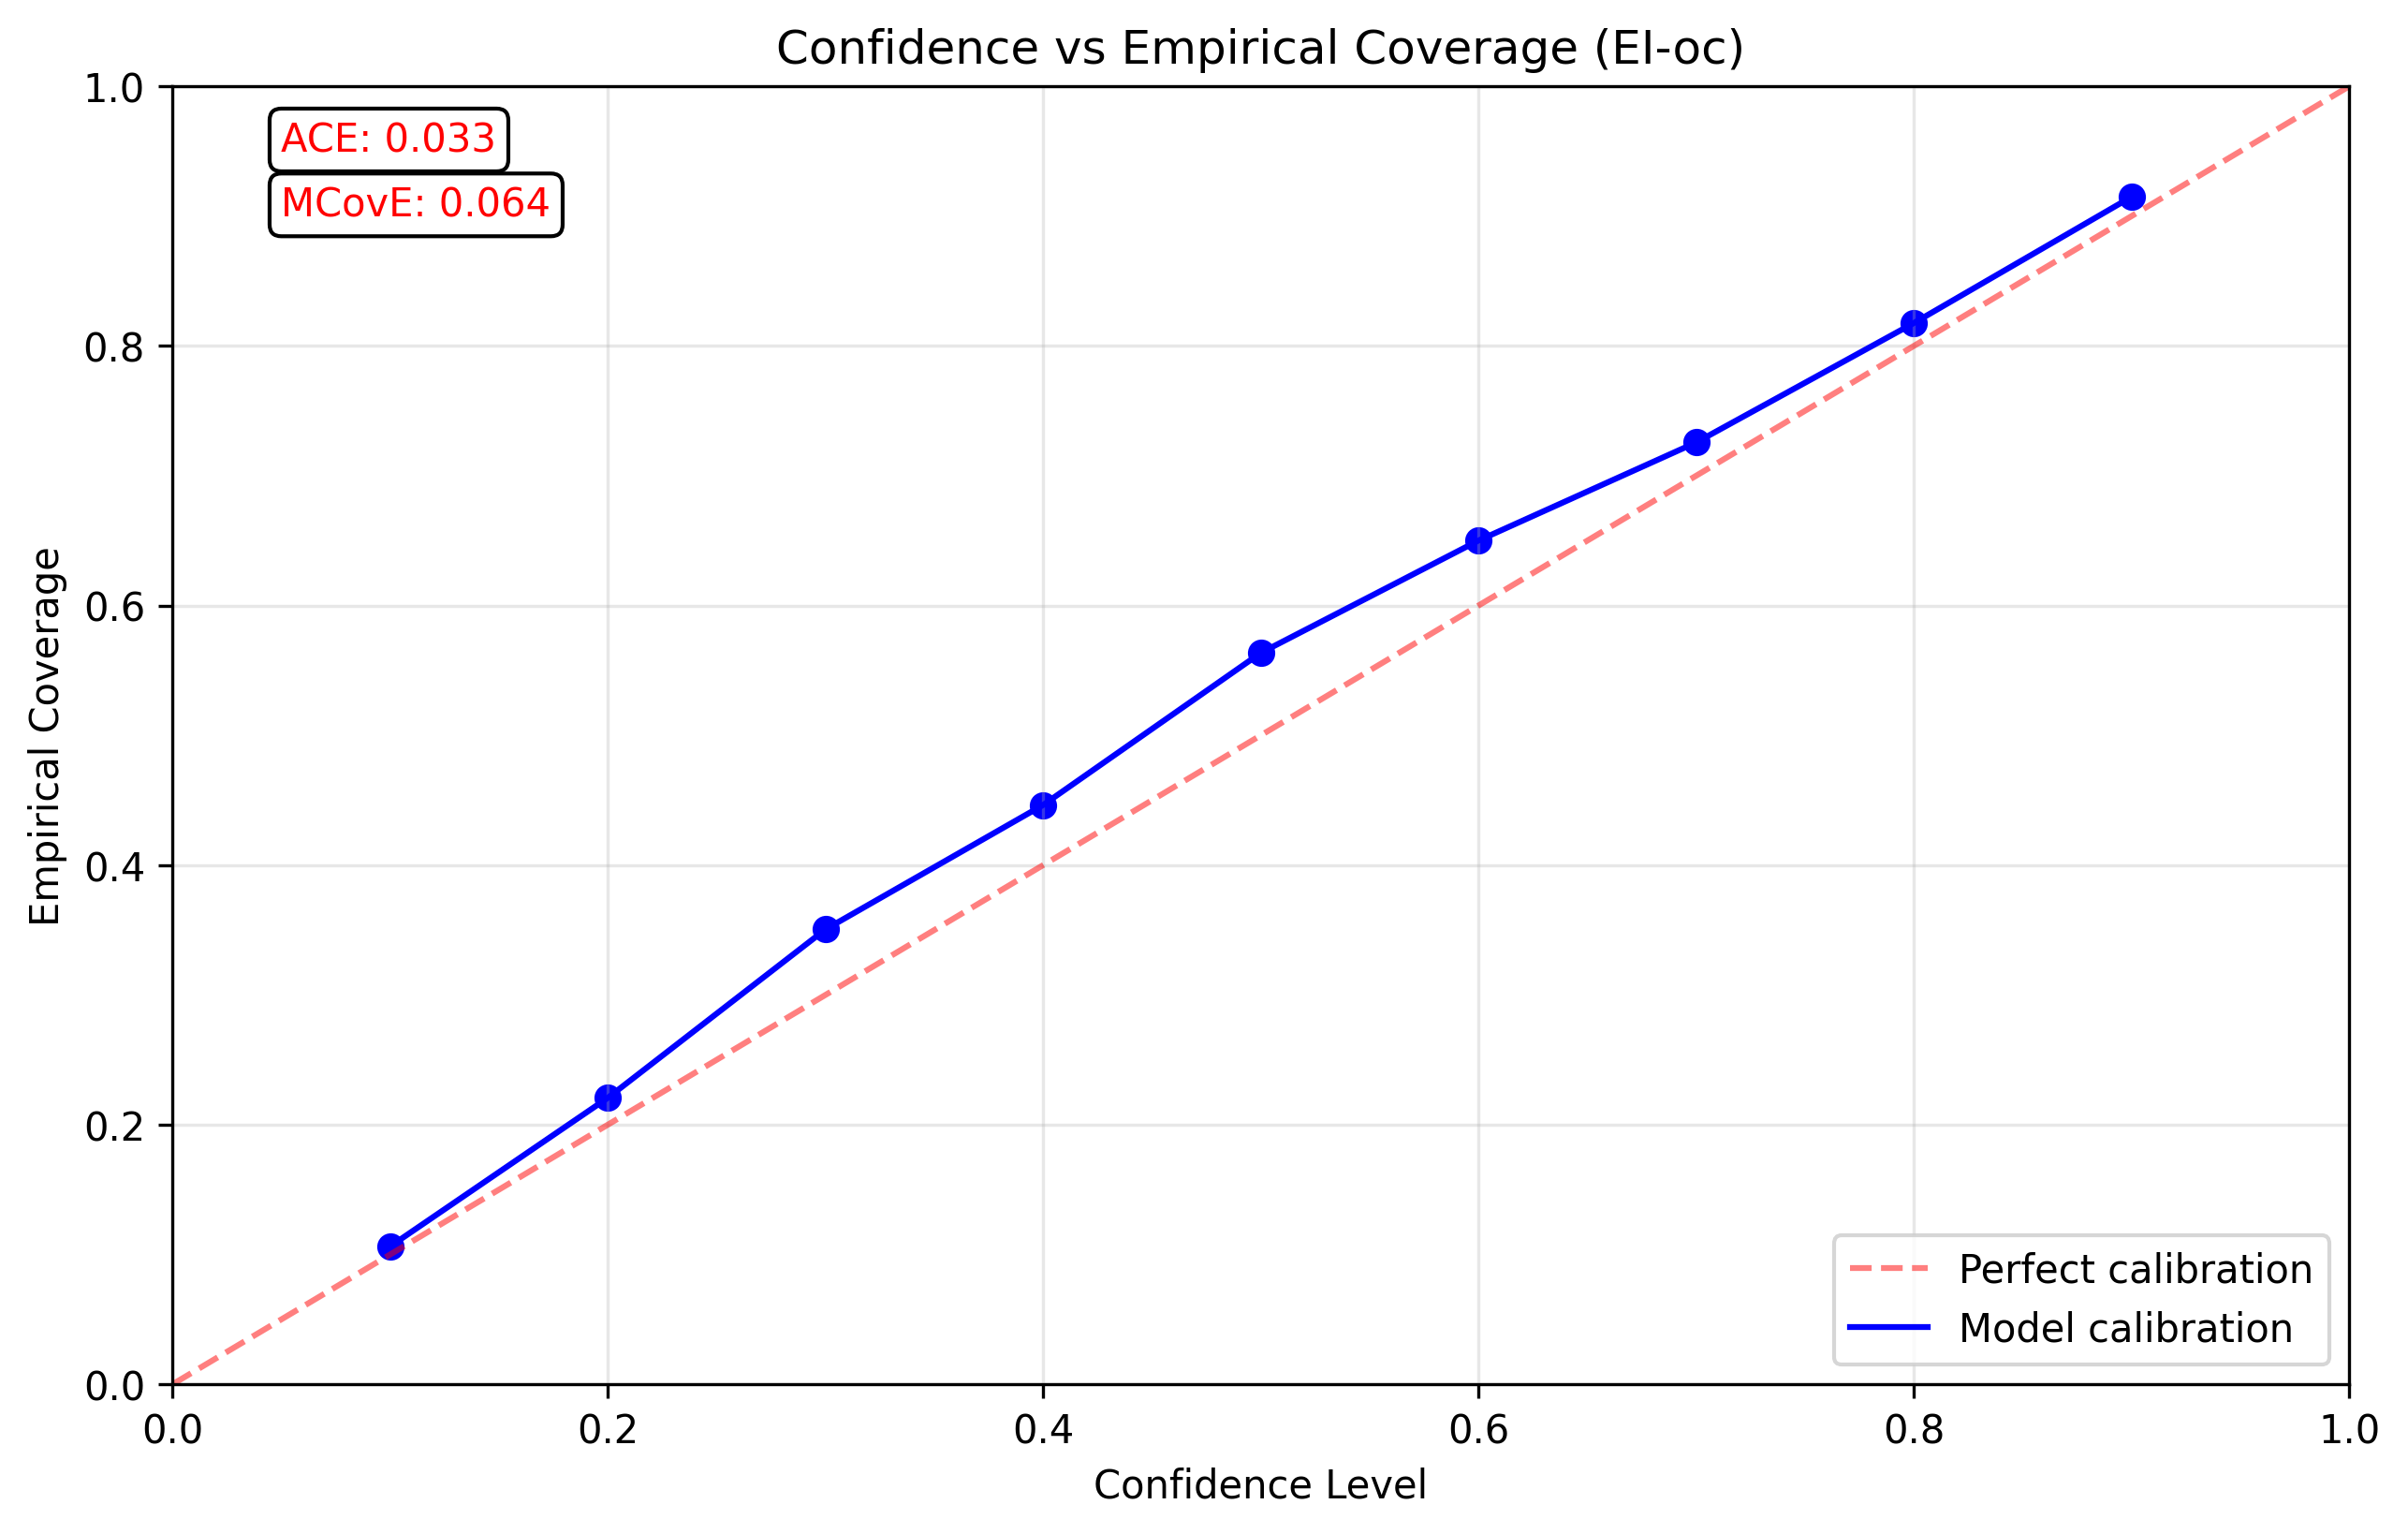 Confidence vs Empirical Coverage (EI-oc)
ACE: 0.033
MCovE: 0.064
1.0
0.8
0.6
0.4
0.2
0.0
Empirical Coverage
0.0 0.2 0.4 0.6 0.8 1.0
Confidence Level
Perfect calibration
Model calibration